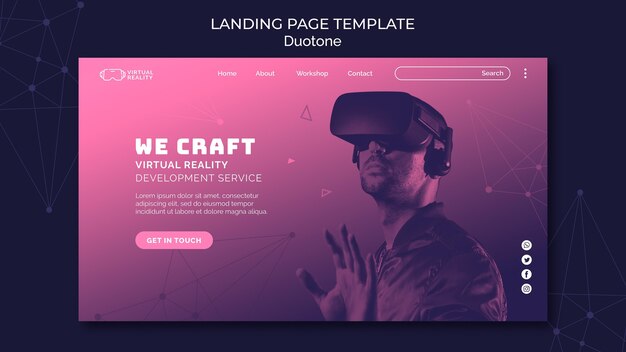 LANDING PAGE TEMPLATE
Duotone
VIRTUAL
REALITY
Home About Workshop Contact Search
WE CRAFT
VIRTUAL REALITY
DEVELOPMENT SERVICE
Lorem ipsum dolor sit amet, consectetur
adipiscing elit, sed do eiusmod tempor
incididunt ut labore et dolore magna aliqua.
GET IN TOUCH